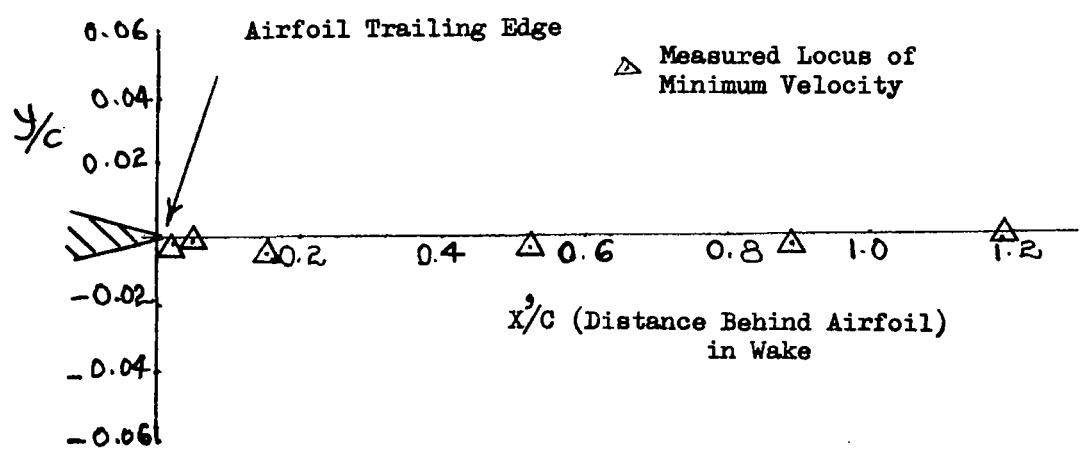 0.06
Airfoil Trailing Edge
Measured Locus of
Minimum Velocity
0.04
y/c
0.02
0.2 0.4 0.6 0.8 1.0 1.2
-0.02
X'/C (Distance Behind Airfoil)
in Wake
-0.04
-0.06